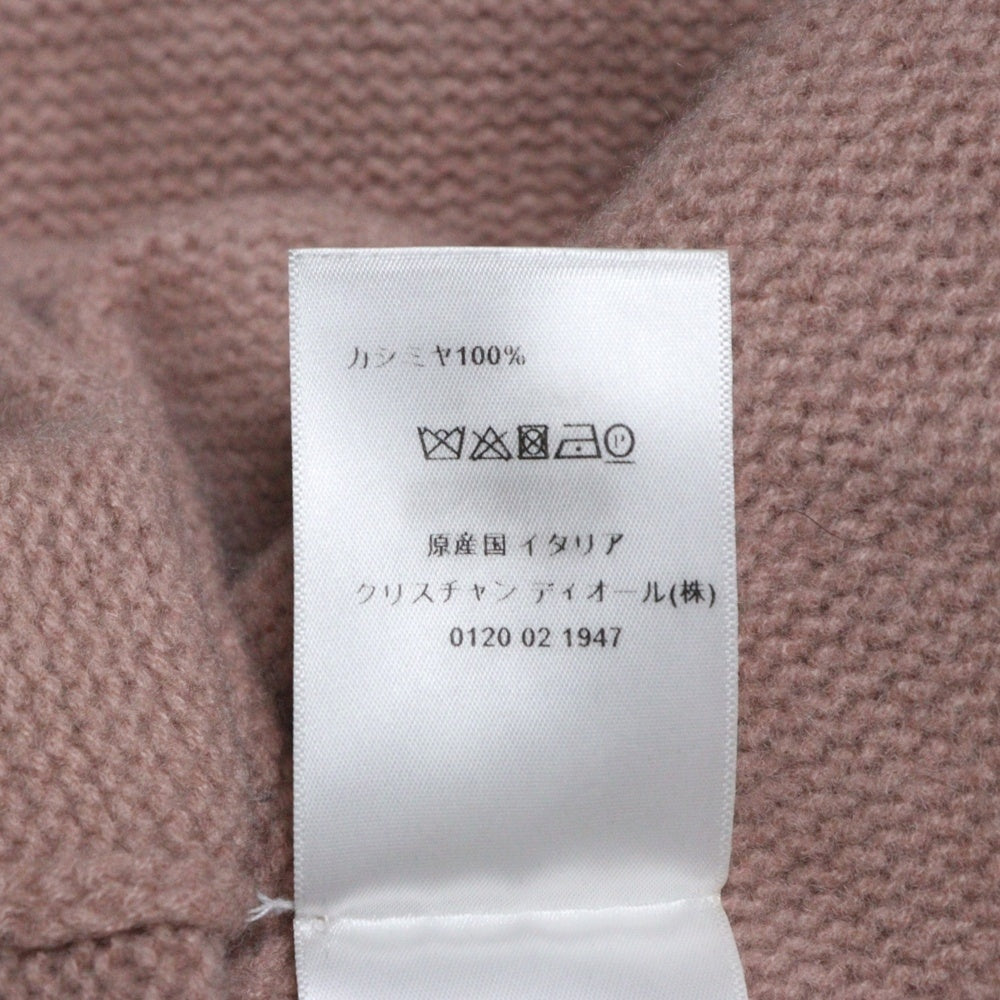 カシミヤ100%
P
原産国 イタリア
クリスチャン ディオール(株)
0120 02 1947